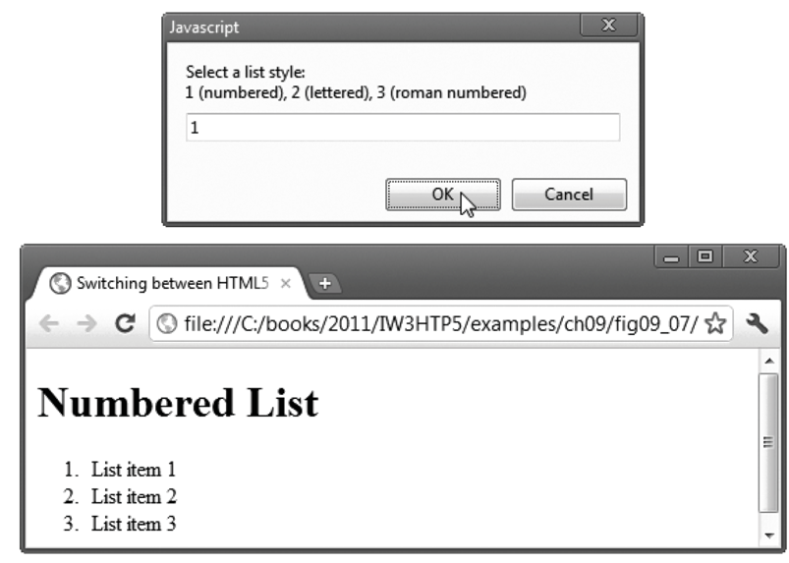 Javascript
Select a list style:
1 (numbered), 2 (lettered), 3 (roman numbered)
1
OK Cancel
Switching between HTML5
file:///C:/books/2011/IW3HTP5/examples/ch09/fig09_07/
Numbered List
1. List item 1
2. List item 2
3. List item 3